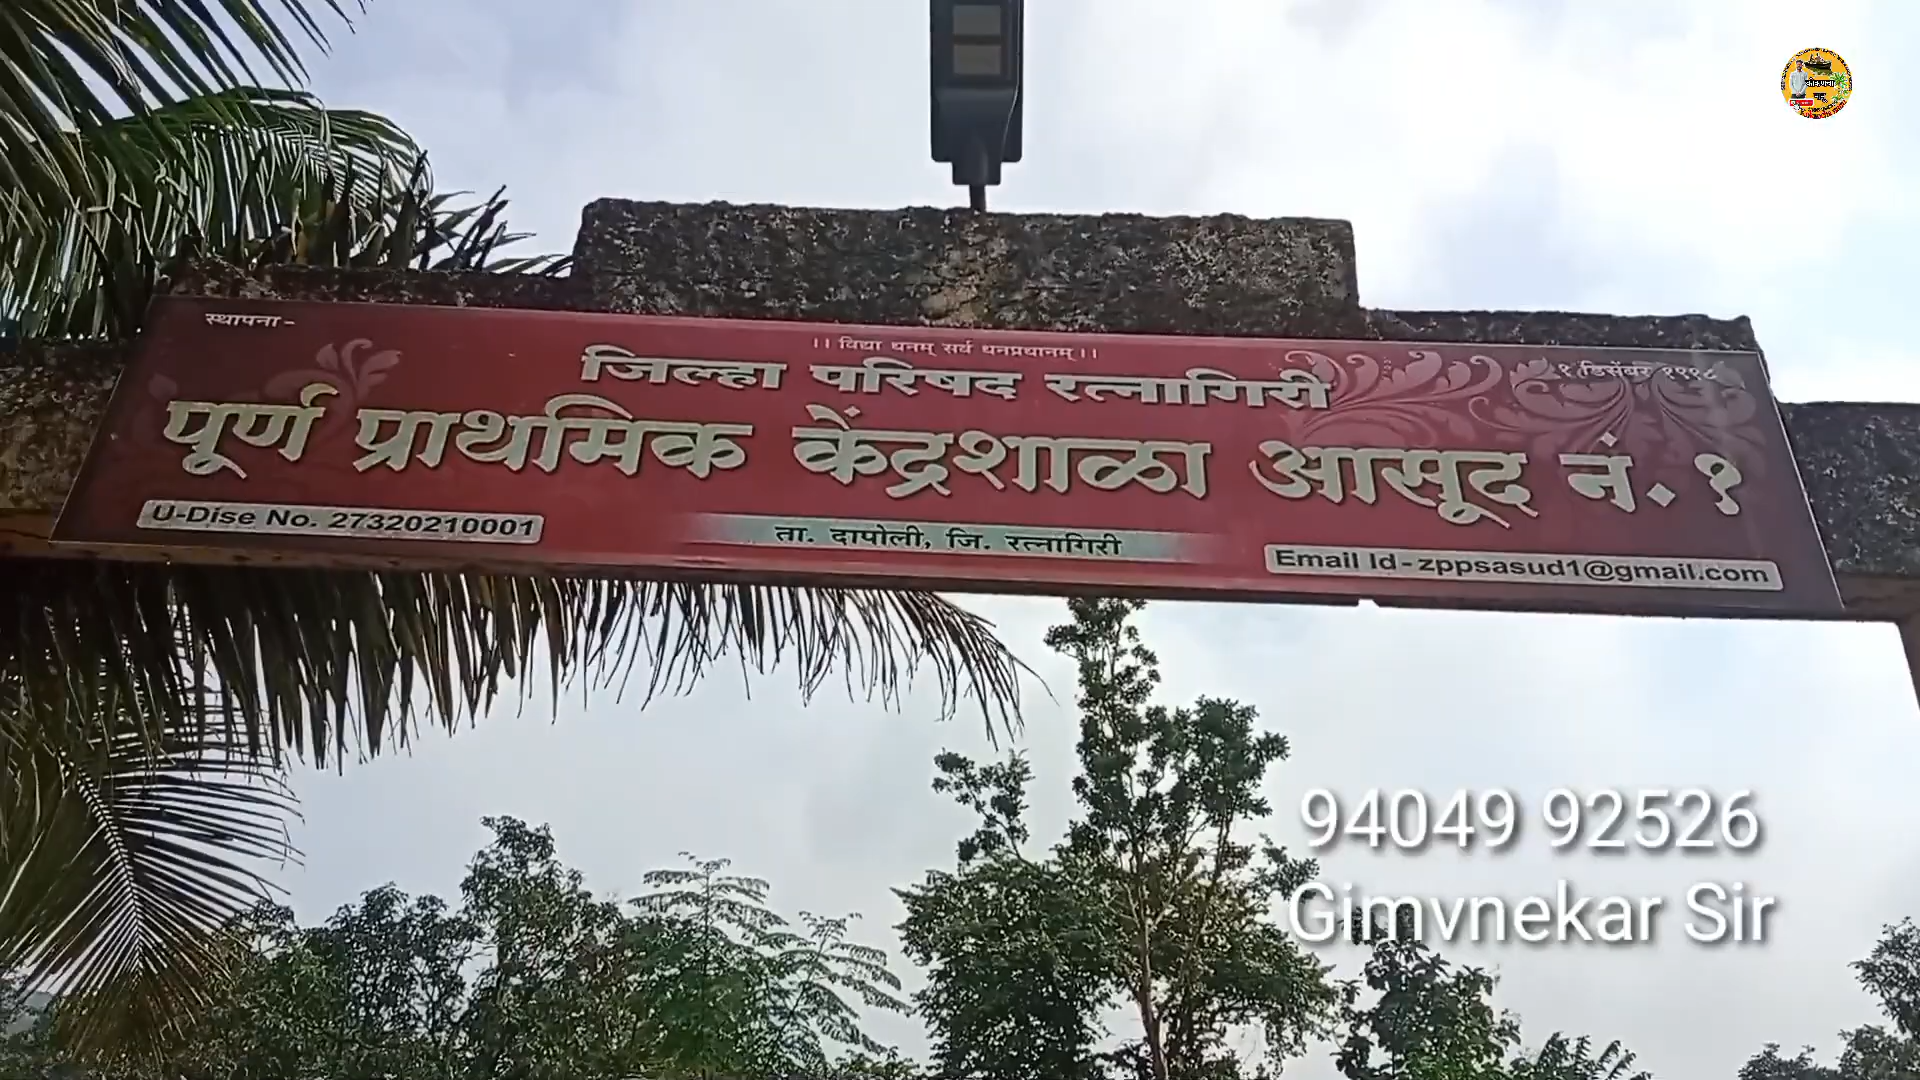 स्थापना-
।। विद्या धनम् सर्व धनप्रधानम् ।।
१ डिसेंबर
जिल्हा परिषद रत्नागिरी
पूर्ण प्राथमिक केंद्रशाळा आसूद नं. १
U-Dise No. 27320210001
ता. दापोली, जि. रत्नागिरी
Email Id-zppsasud1@gmail.com
94049 92526
Gimvnekar Sir